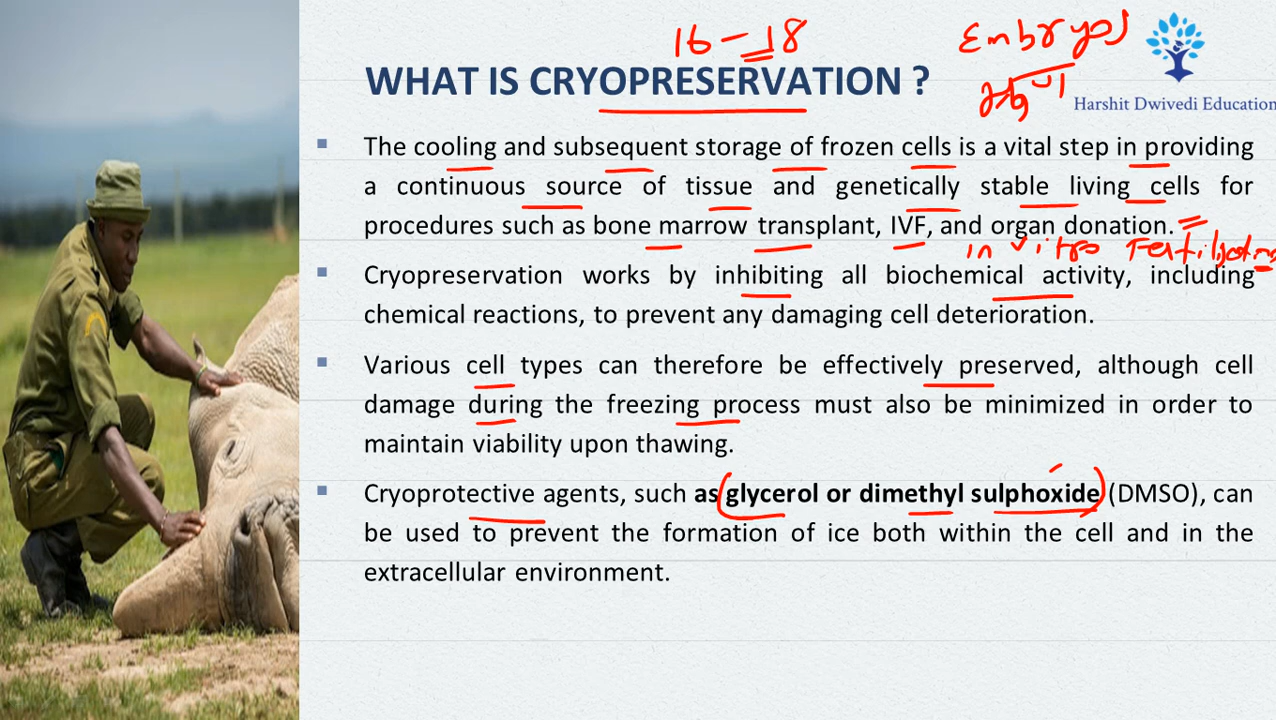 16-18
Embryos
WHAT IS CRYOPRESERVATION ?
Harshit Dwivedi Education
▪ The cooling and subsequent storage of frozen cells is a vital step in providing
a continuous source of tissue and genetically stable living cells for
procedures such as bone marrow transplant, IVF, and organ donation.
in vitro Fertilization
▪ Cryopreservation works by inhibiting all biochemical activity, including
chemical reactions, to prevent any damaging cell deterioration.
▪ Various cell types can therefore be effectively preserved, although cell
damage during the freezing process must also be minimized in order to
maintain viability upon thawing.
▪ Cryoprotective agents, such as glycerol or dimethyl sulphoxide (DMSO), can
be used to prevent the formation of ice both within the cell and in the
extracellular environment.